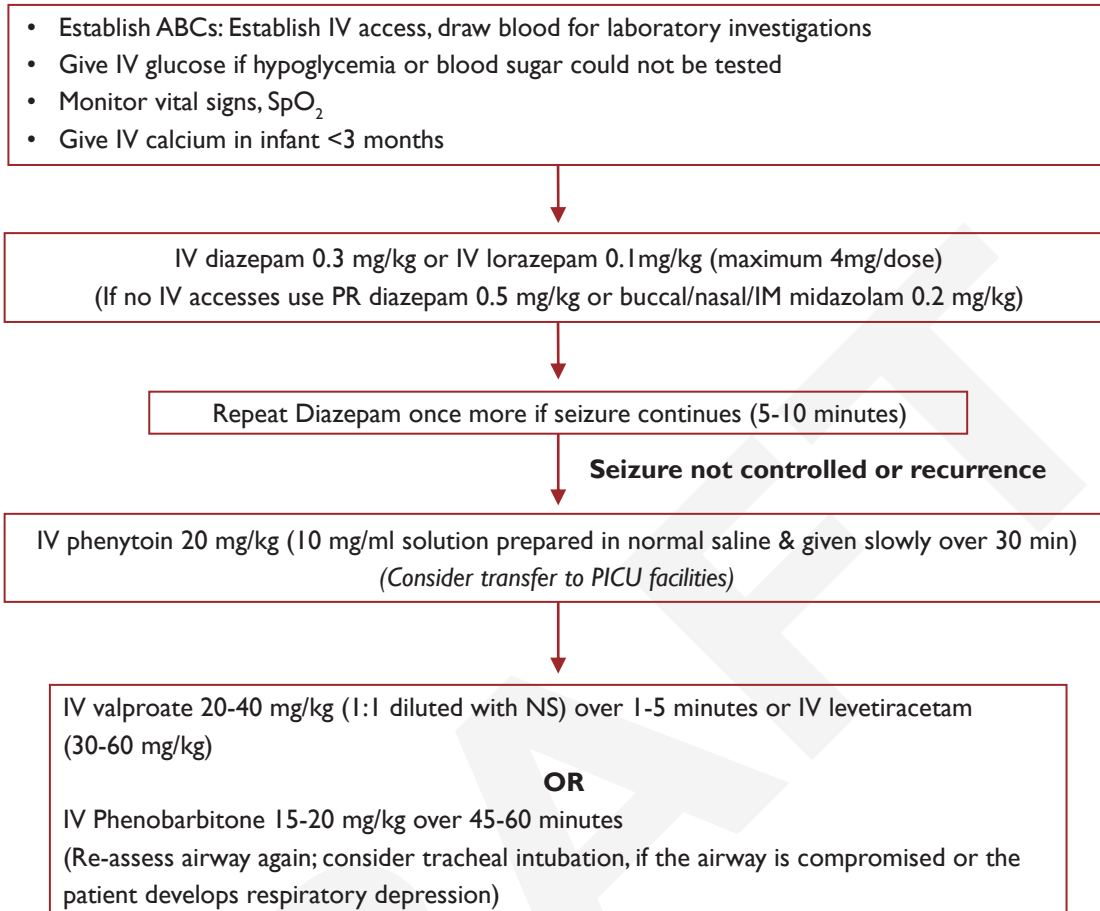 • Establish ABCs: Establish IV access, draw blood for laboratory investigations
• Give IV glucose if hypoglycemia or blood sugar could not be tested
• Monitor vital signs, SpO2
• Give IV calcium in infant <3 months
IV diazepam 0.3 mg/kg or IV lorazepam 0.1mg/kg (maximum 4mg/dose)
(If no IV accesses use PR diazepam 0.5 mg/kg or buccal/nasal/IM midazolam 0.2 mg/kg)
Repeat Diazepam once more if seizure continues (5-10 minutes)
Seizure not controlled or recurrence
IV phenytoin 20 mg/kg (10 mg/ml solution prepared in normal saline & given slowly over 30 min)
(Consider transfer to PICU facilities)
IV valproate 20-40 mg/kg (1:1 diluted with NS) over 1-5 minutes or IV levetiracetam
(30-60 mg/kg)
OR
IV Phenobarbitone 15-20 mg/kg over 45-60 minutes
(Re-assess airway again; consider tracheal intubation, if the airway is compromised or the
patient develops respiratory depression)
RAFT